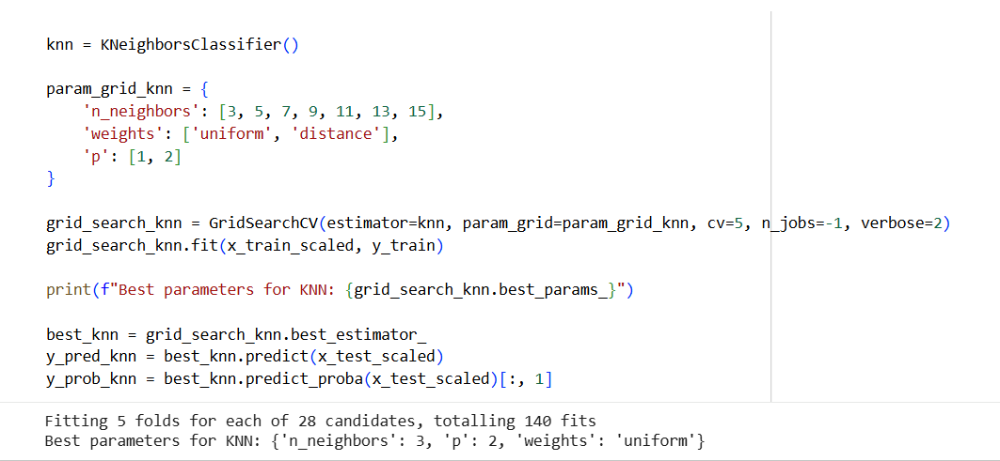 knn = KNeighborsClassifier()
param_grid_knn = {
    'n_neighbors': [3, 5, 7, 9, 11, 13, 15],
    'weights': ['uniform', 'distance'],
    'p': [1, 2]
}
grid_search_knn = GridSearchCV(estimator=knn, param_grid=param_grid_knn, cv=5, n_jobs=-1, verbose=2)
grid_search_knn.fit(x_train_scaled, y_train)
print(f"Best parameters for KNN: {grid_search_knn.best_params_}")
best_knn = grid_search_knn.best_estimator_
y_pred_knn = best_knn.predict(x_test_scaled)
y_prob_knn = best_knn.predict_proba(x_test_scaled)[:, 1]
Fitting 5 folds for each of 28 candidates, totalling 140 fits
Best parameters for KNN: {'n_neighbors': 3, 'p': 2, 'weights': 'uniform'}